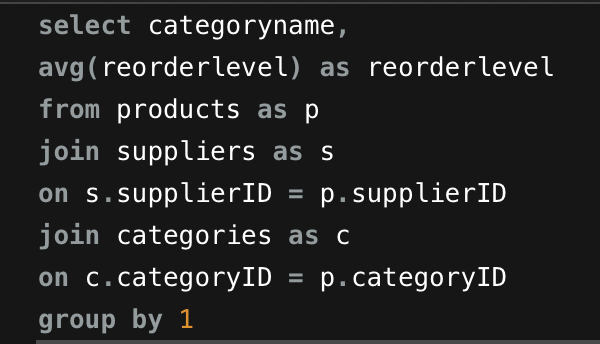 select categoryname,
avg(reorderlevel) as reorderlevel
from products as p
join suppliers as s
on s.supplierID = p.supplierID
join categories as c
on c.categoryID = p.categoryID
group by 1